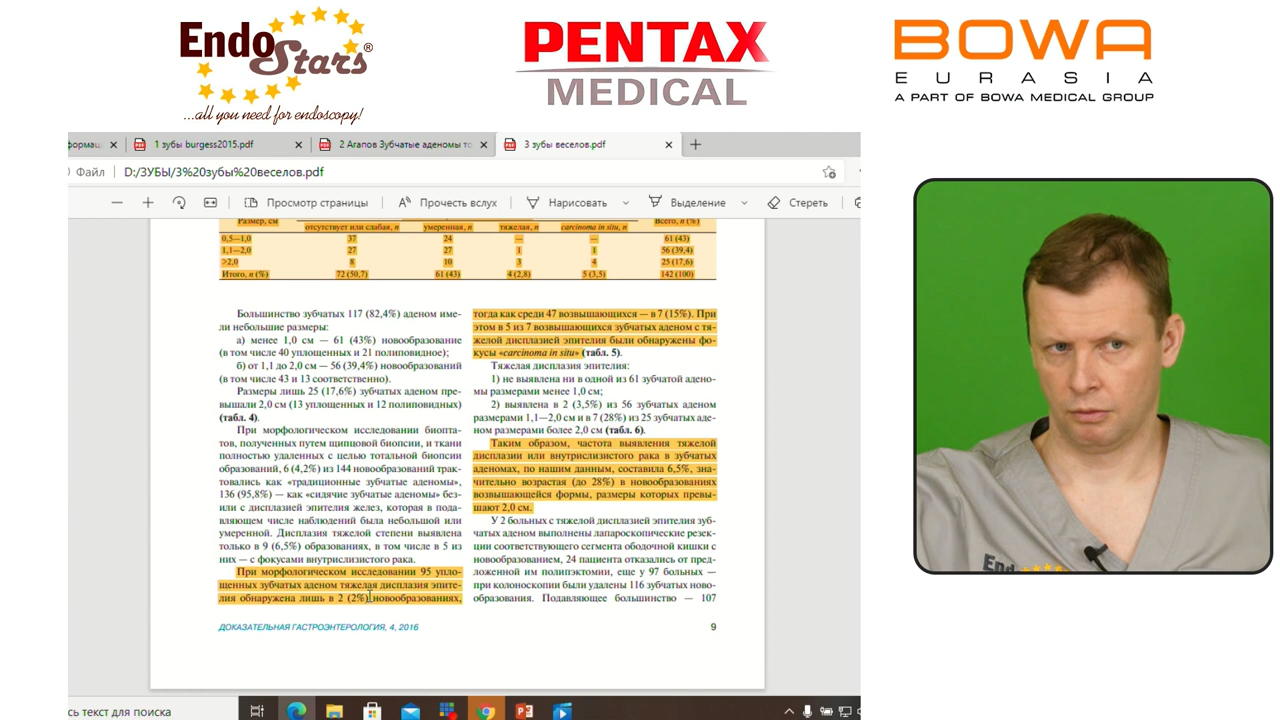 Endo
Stars®
...all you need for endoscopy!
PENTAX
MEDICAL
BOWA
EURASIA
A PART OF BOWA MEDICAL GROUP
1 зубы burgess2015.pdf
2 Агапов Зубчатые аденомы то
3 зубы веселов.pdf
Файл
D:/ЗУБЫ/3%20зубы%20веселов.pdf
Просмотр страницы
Прочесть вслух
Нарисовать
Выделение
Стереть
Размер, см
отсутствует или слабая, n
умеренная, n
тяжелая, n
carcinoma in situ, n
Всего, n (%)
0,5—1,0 37 24 — — 61 (43)
1,1—2,0 27 27 1 1 56 (39,4)
>2,0 8 10 3 4 25 (17,6)
Итого, n (%) 72 (50,7) 61 (43) 4 (2,8) 5 (3,5) 142 (100)
Большинство зубчатых 117 (82,4%) аденом име-
ли небольшие размеры:
а) менее 1,0 см — 61 (43%) новообразование
(в том числе 40 уплощенных и 21 полиповидное);
б) от 1,1 до 2,0 см — 56 (39,4%) новообразований
(в том числе 43 и 13 соответственно).
Размеры лишь 25 (17,6%) зубчатых аденом пре-
вышали 2,0 см (13 уплощенных и 12 полиповидных)
(табл. 4).
При морфологическом исследовании биопта-
тов, полученных путем щипцовой биопсии, и ткани
полностью удаленных с целью тотальной биопсии
образований, 6 (4,2%) из 144 новообразований трак-
товались как «традиционные зубчатые аденомы»,
136 (95,8%) — как «сидячие зубчатые аденомы» без-
или с дисплазией эпителия желез, которая в пода-
вляющем числе наблюдений была небольшой или
умеренной. Дисплазия тяжелой степени выявлена
только в 9 (6,5%) образованиях, в том числе в 5 из
них — с фокусами внутрислизистого рака.
При морфологическом исследовании 95 упло-
щенных зубчатых аденом тяжелая дисплазия эпите-
лия обнаружена лишь в 2 (2%) новообразованиях,
тогда как среди 47 возвышающихся — в 7 (15%). При
этом в 5 из 7 возвышающихся зубчатых аденом с тя-
желой дисплазией эпителия были обнаружены фо-
кусы «carcinoma in situ» (табл. 5).
Тяжелая дисплазия эпителия:
1) не выявлена ни в одной из 61 зубчатой адено-
мы размерами менее 1,0 см;
2) выявлена в 2 (3,5%) из 56 зубчатых аденом
размерами 1,1—2,0 см и в 7 (28%) из 25 зубчатых аде-
ном размерами более 2,0 см (табл. 6).
Таким образом, частота выявления тяжелой
дисплазии или внутрислизистого рака в зубчатых
аденомах, по нашим данным, составила 6,5%, зна-
чительно возрастая (до 28%) в новообразованиях
возвышающейся формы, размеры которых превы-
шают 2,0 см.
У 2 больных с тяжелой дисплазией эпителия зуб-
чатых аденом выполнены лапароскопические резек-
ции соответствующего сегмента ободочной кишки с
новообразованием, 24 пациента отказались от пред-
ложенной им полипэктомии, еще у 97 больных —
при колоноскопии были удалены 116 зубчатых ново-
образования. Подавляющее большинство — 107
ДОКАЗАТЕЛЬНАЯ ГАСТРОЭНТЕРОЛОГИЯ, 4, 2016
9
текст для поиска
Endo